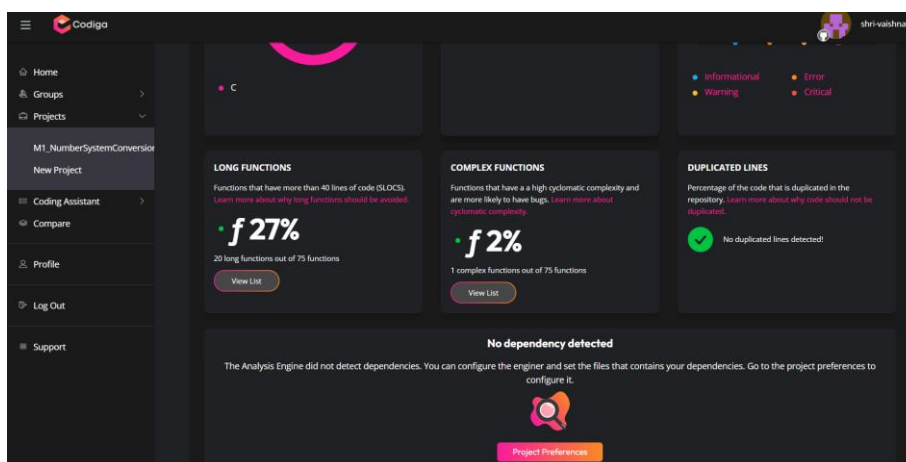 Codiga
shri-vaishna
Home
Groups
Projects
M1_NumberSystemConversion
New Project
Coding Assistant
Compare
Profile
Log Out
Support
C
Informational
Error
Warning
Critical
LONG FUNCTIONS
Functions that have more than 40 lines of code (SLOCS).
Learn more about why long functions should be avoided.
ƒ 27%
20 long functions out of 75 functions
View List
COMPLEX FUNCTIONS
Functions that have a a high cyclomatic complexity and
are more likely to have bugs. Learn more about
cyclomatic complexity.
ƒ 2%
1 complex functions out of 75 functions
View List
DUPLICATED LINES
Percentage of the code that is duplicated in the
repository. Learn more about why code should not be
duplicated.
No duplicated lines detected!
No dependency detected
The Analysis Engine did not detect dependencies. You can configure the enginer and set the files that contains your dependencies. Go to the project preferences to
configure it.
Project Preferences